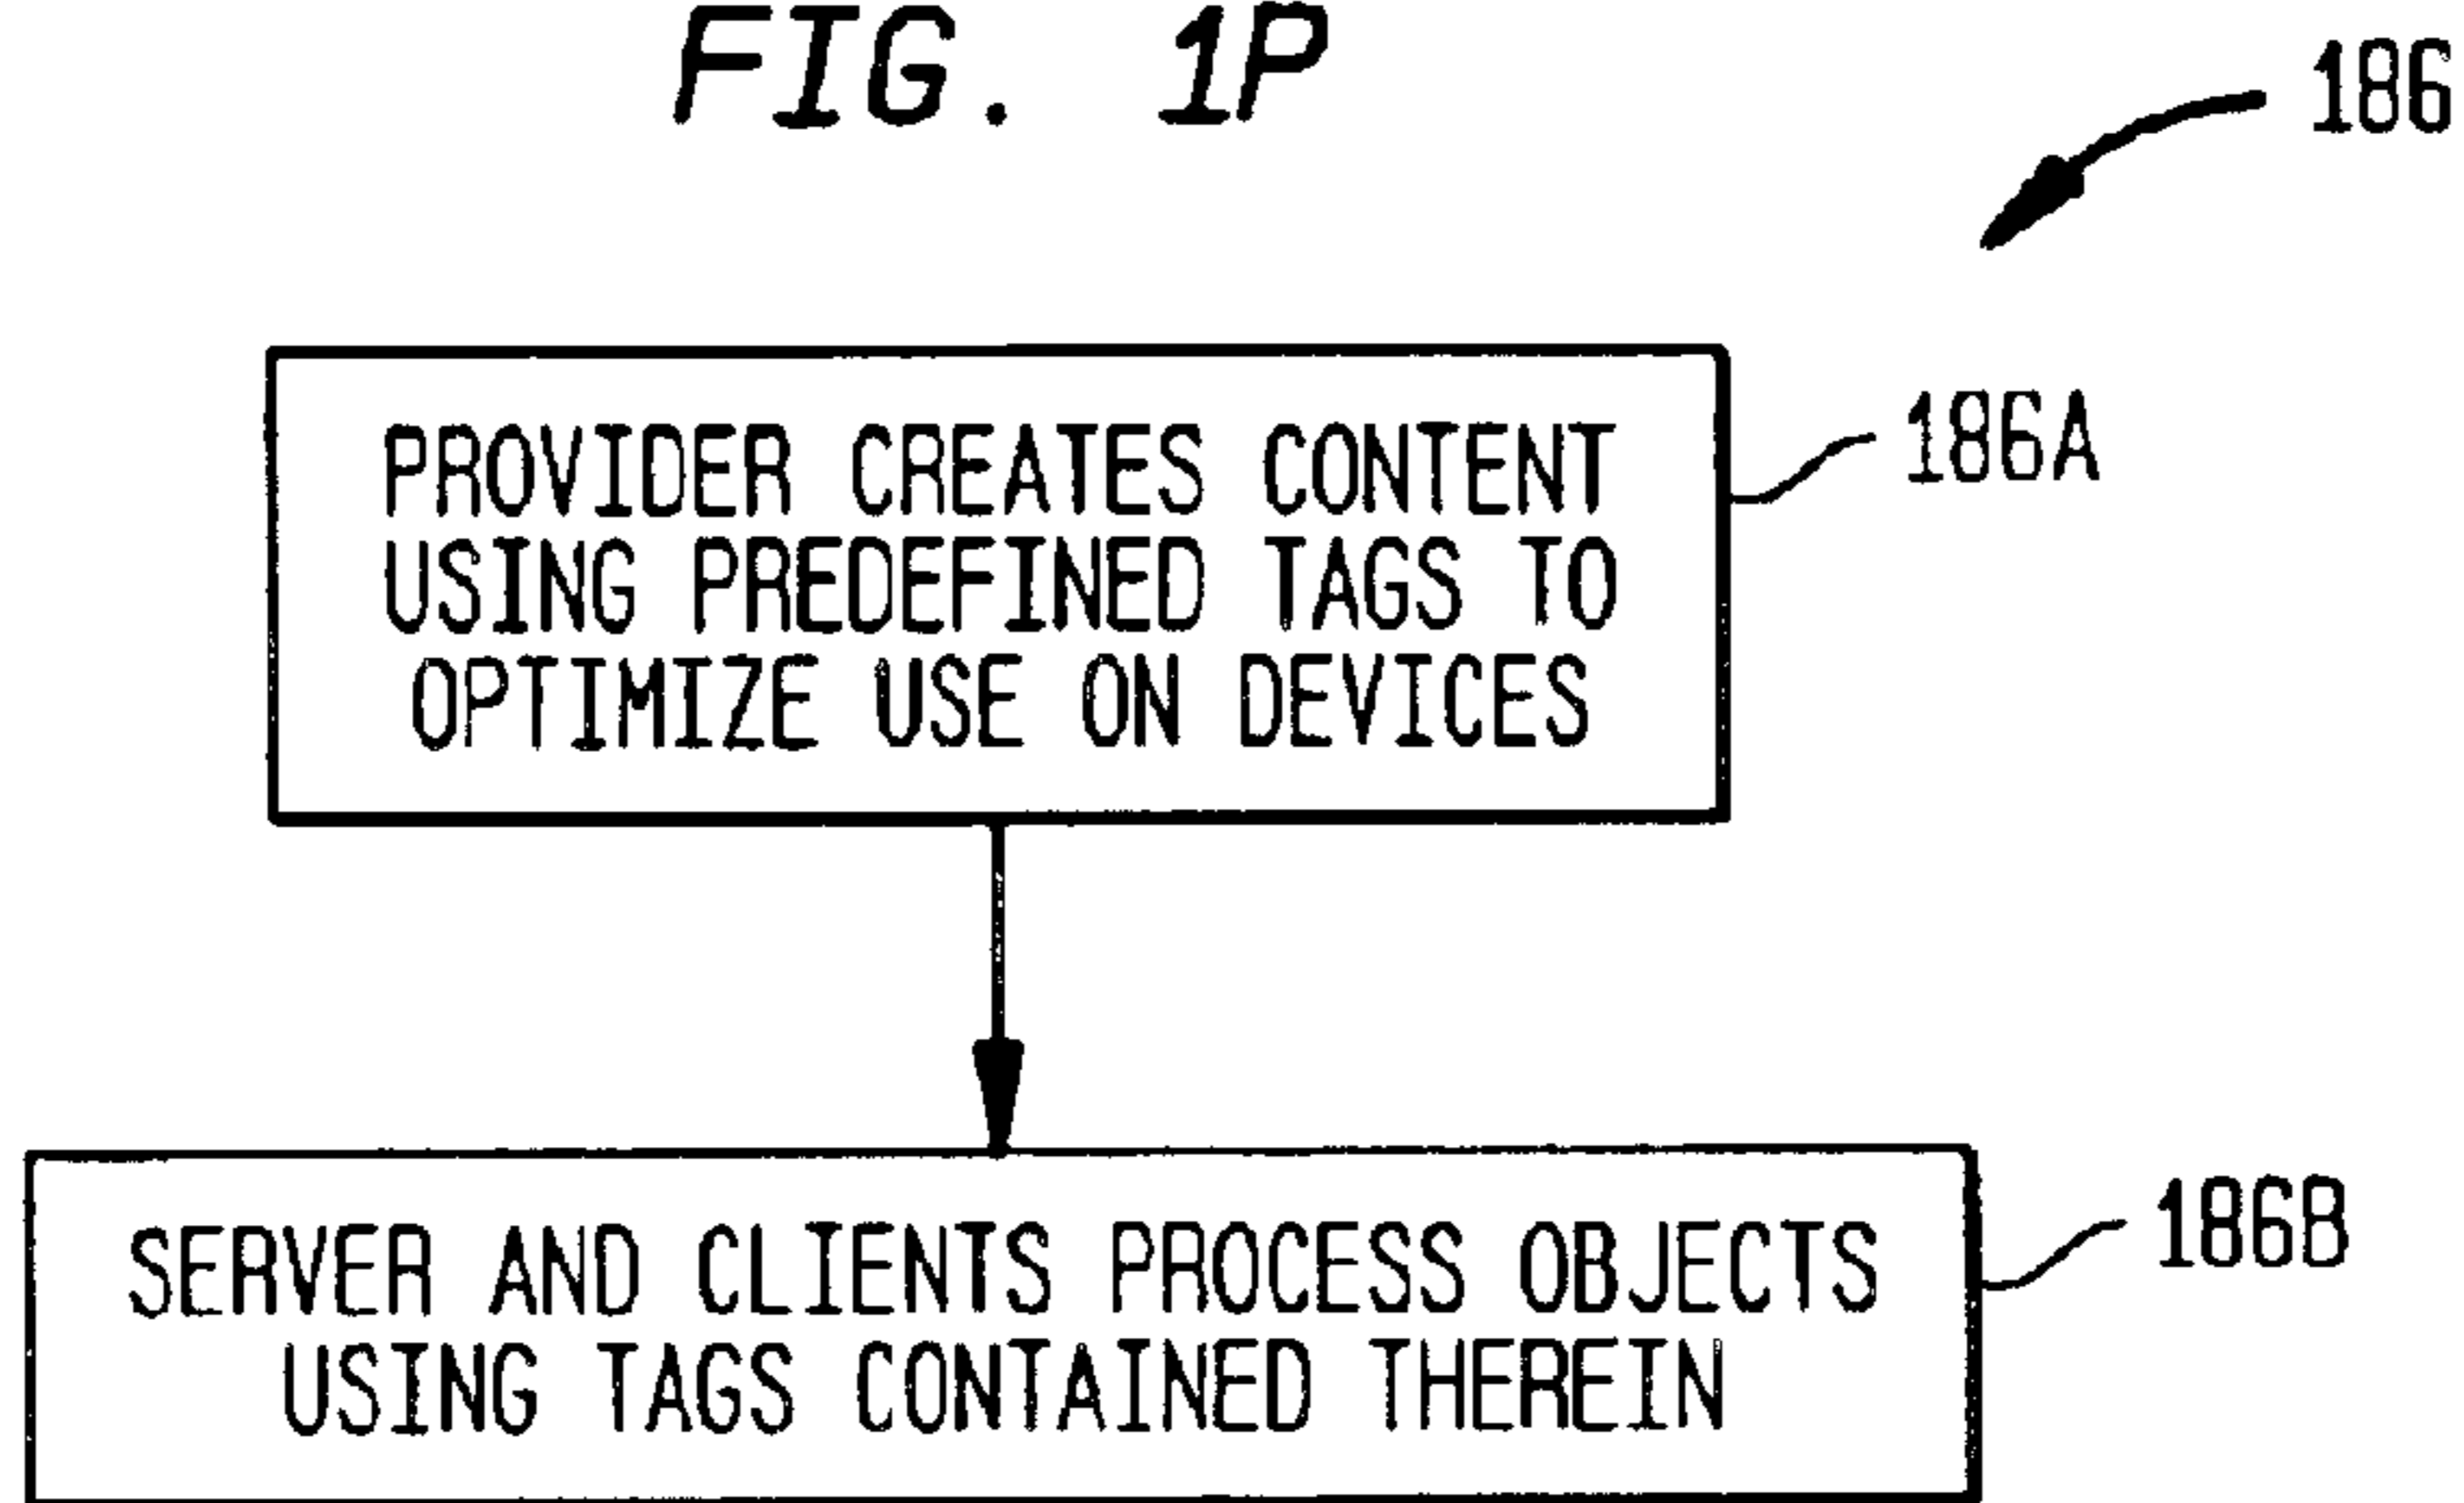 FIG. 1P
186
PROVIDER CREATES CONTENT
USING PREDEFINED TAGS TO
OPTIMIZE USE ON DEVICES
186A
SERVER AND CLIENTS PROCESS OBJECTS
USING TAGS CONTAINED THEREIN
186B